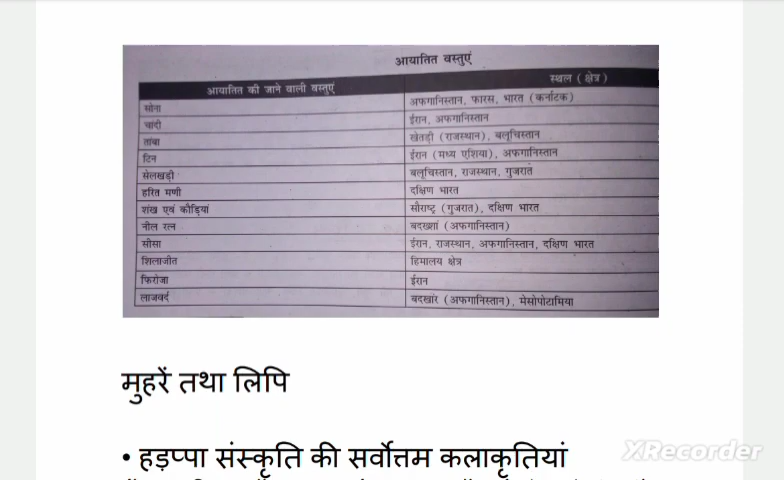 आयातित वस्तुएं
आयातित की जाने वाली वस्तुएं स्थल (क्षेत्र)
सोना अफगानिस्तान, फारस, भारत (कर्नाटक)
चांदी ईरान, अफगानिस्तान
तांबा खेतड़ी (राजस्थान), बलूचिस्तान
टिन ईरान (मध्य एशिया), अफगानिस्तान
सेलखड़ी बलूचिस्तान, राजस्थान, गुजरात
हरित मणी दक्षिण भारत
शंख एवं कौड़ियां सौराष्ट्र (गुजरात), दक्षिण भारत
नील रत्न बदख्शां (अफगानिस्तान)
सीसा ईरान, राजस्थान, अफगानिस्तान, दक्षिण भारत
शिलाजीत हिमालय क्षेत्र
फिरोजा ईरान
लाजवर्द बदखांर (अफगानिस्तान), मेसोपोटामिया
मुहरें तथा लिपि
• हड़प्पा संस्कृति की सर्वोत्तम कलाकृतियां
XRecorder